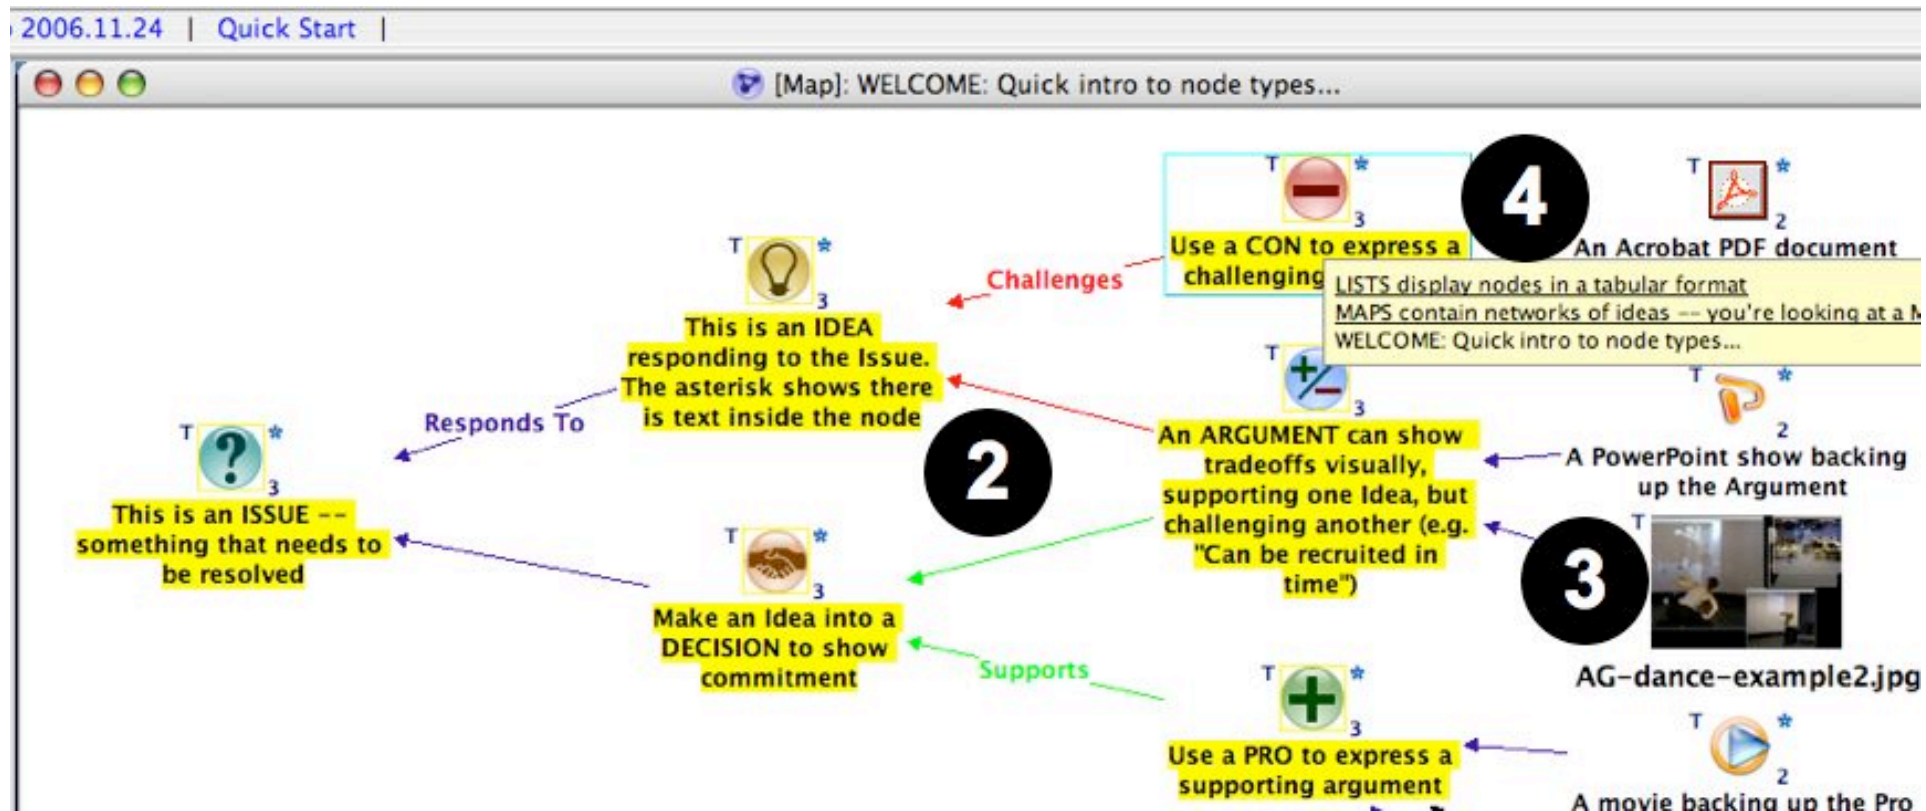 2006.11.24 | Quick Start |
[Map]: WELCOME: Quick intro to node types...
T * 3
This is an ISSUE --
something that needs to
be resolved
Responds To
T * 3
This is an IDEA
responding to the Issue.
The asterisk shows there
is text inside the node
2
T * 3
Make an Idea into a
DECISION to show
commitment
Challenges
Supports
T * 3
Use a CON to express a
challenging
4
LISTS display nodes in a tabular format
MAPS contain networks of ideas -- you're looking at a
WELCOME: Quick intro to node types...
T * 3
An ARGUMENT can show
tradeoffs visually,
supporting one Idea, but
challenging another (e.g.
"Can be recruited in
time")
T * 3
Use a PRO to express a
supporting argument
T * 2
An Acrobat PDF document
T * 2
A PowerPoint show backing
up the Argument
3
T
AG-dance-example2.jpg
T * 2
A movie backing up the Pro